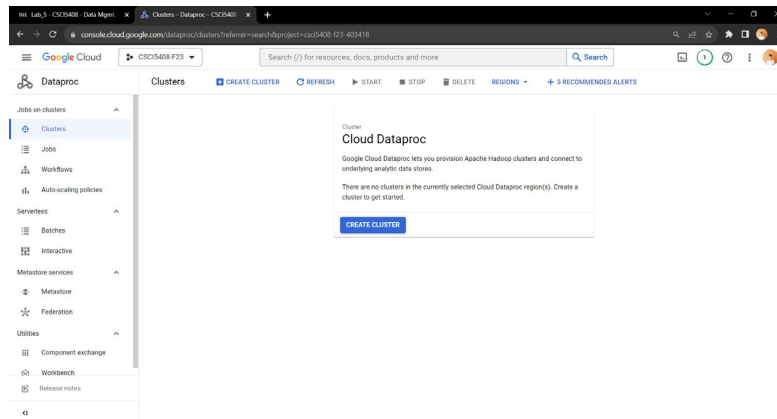 Lab_5 - CSCI5408 - Data Mgmt,
Clusters – Dataproc – CSCI5408
console.cloud.google.com/dataproc/clusters?referrer=search&project=csci5408-f23-403418
Google Cloud
CSCI5408-F23
Search (/) for resources, docs, products and more
Search
1
Dataproc
Clusters
CREATE CLUSTER
REFRESH
START
STOP
DELETE
REGIONS
+ 5 RECOMMENDED ALERTS
Jobs on clusters
Clusters
Jobs
Workflows
Auto-scaling policies
Serverless
Batches
Interactive
Metastore services
Metastore
Federation
Utilities
Component exchange
Workbench
Release notes
Cluster
Cloud Dataproc
Google Cloud Dataproc lets you provision Apache Hadoop clusters and connect to
underlying analytic data stores.
There are no clusters in the currently selected Cloud Dataproc region(s). Create a
cluster to get started.
CREATE CLUSTER